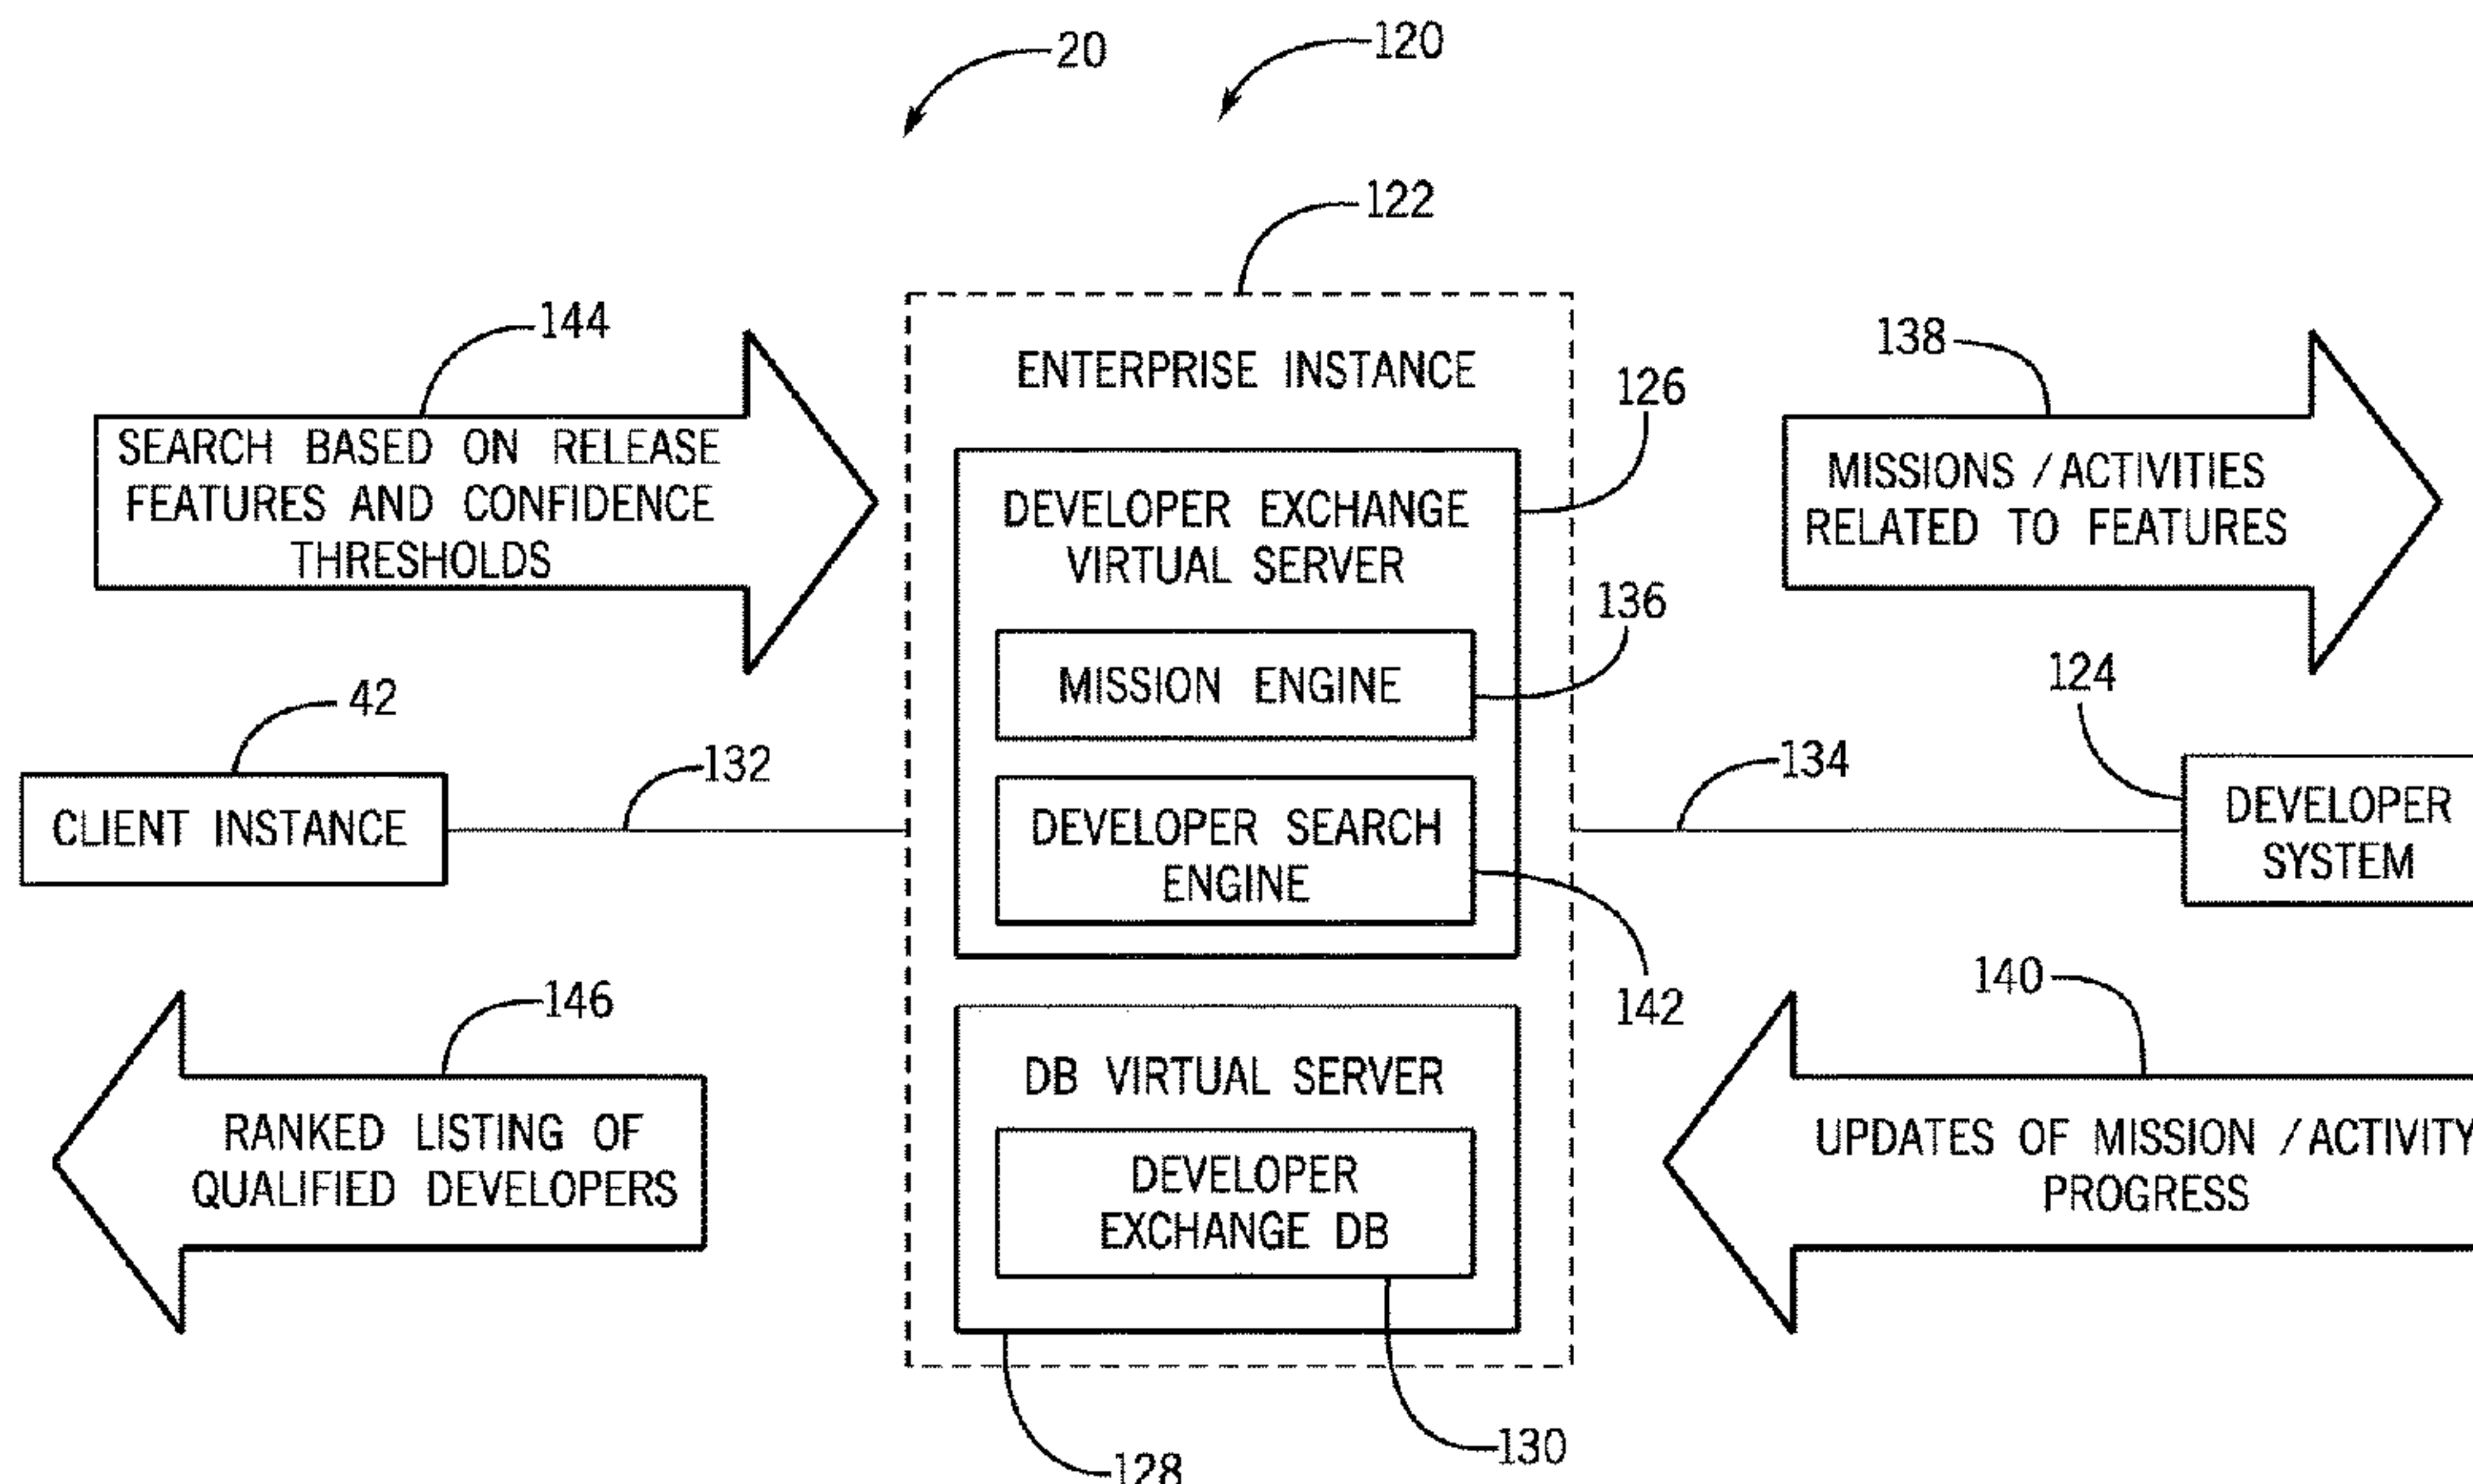 20
120
122
144
SEARCH BASED ON RELEASE
FEATURES AND CONFIDENCE
THRESHOLDS
ENTERPRISE INSTANCE
126
DEVELOPER EXCHANGE
VIRTUAL SERVER
136
MISSION ENGINE
DEVELOPER SEARCH
ENGINE
142
138
MISSIONS / ACTIVITIES
RELATED TO FEATURES
42
CLIENT INSTANCE
132
134
124
DEVELOPER
SYSTEM
146
RANKED LISTING OF
QUALIFIED DEVELOPERS
DB VIRTUAL SERVER
DEVELOPER
EXCHANGE DB
140
UPDATES OF MISSION / ACTIVITY
PROGRESS
130
128